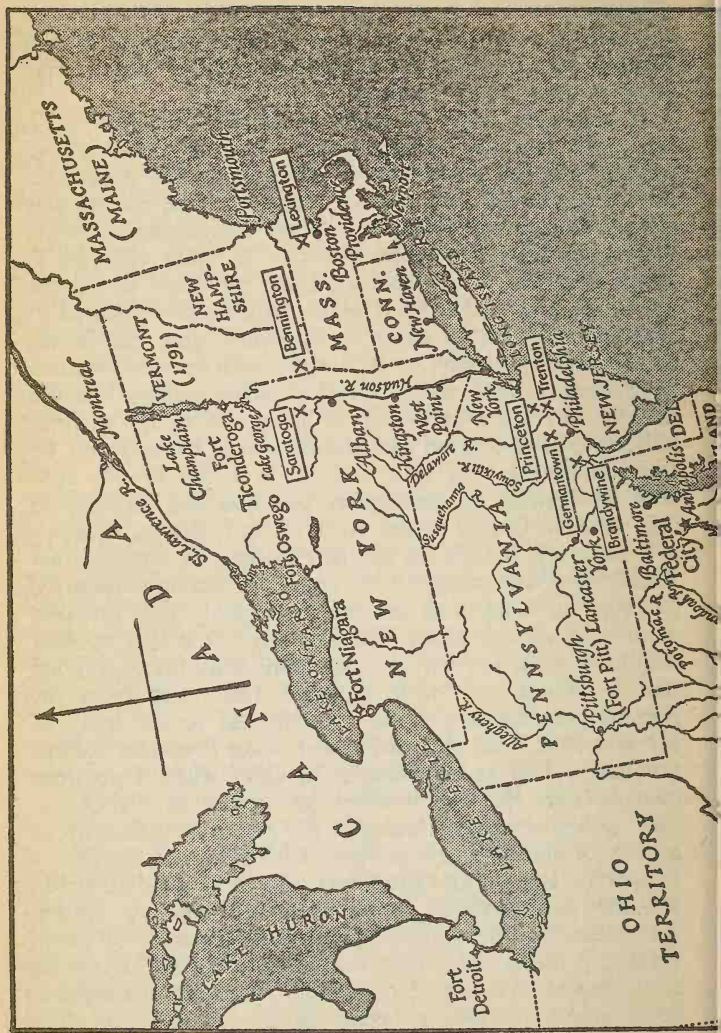 MASSACHUSETTS
(MAINE)
Portsmouth
NEW
HAMP-
SHIRE
VERMONT
(1791)
Montreal
Lake
Champlain
Fort
Ticonderoga
Lake George
Saratoga
Bennington
Lexington
MASS.
Boston
Providence
Newport
CONN.
New Haven
LONG ISLAND
Hudson R.
Albany
Kingston
West
Point
New
York
NEW YORK
St. Lawrence R.
Fort Oswego
LAKE ONTARIO
Fort Niagara
CANADA
LAKE HURON
LAKE ERIE
Fort
Detroit
OHIO
TERRITORY
Allegheny R.
PENNSYLVANIA
Pittsburgh
(Fort Pitt)
Lancaster
York
Susquehanna
Delaware R.
Schuylkill R.
Princeton
Trenton
Germantown
Brandywine
Philadelphia
NEW JERSEY
DEL.
Baltimore
Annapolis
Federal
City
Potomac R.